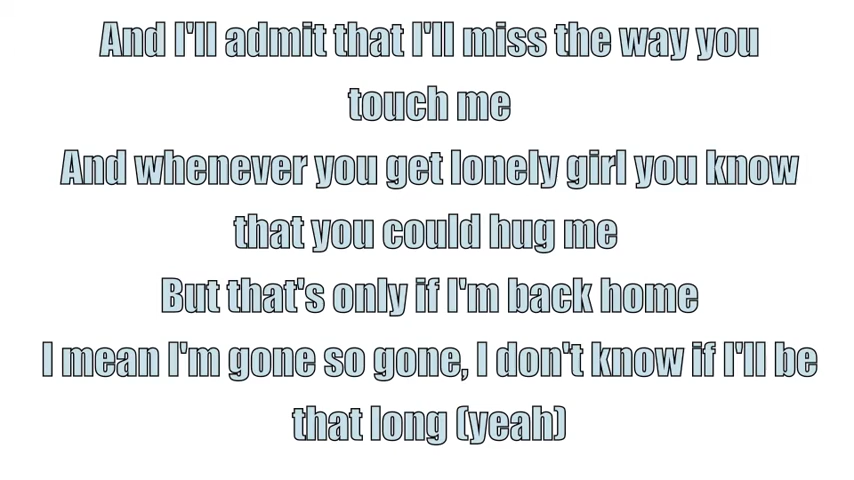 And I'll admit that I'll miss the way you
touch me
And whenever you get lonely girl you know
that you could hug me
But that's only if I'm back home
I mean I'm gone so gone, I don't know if I'll be
that long (yeah)